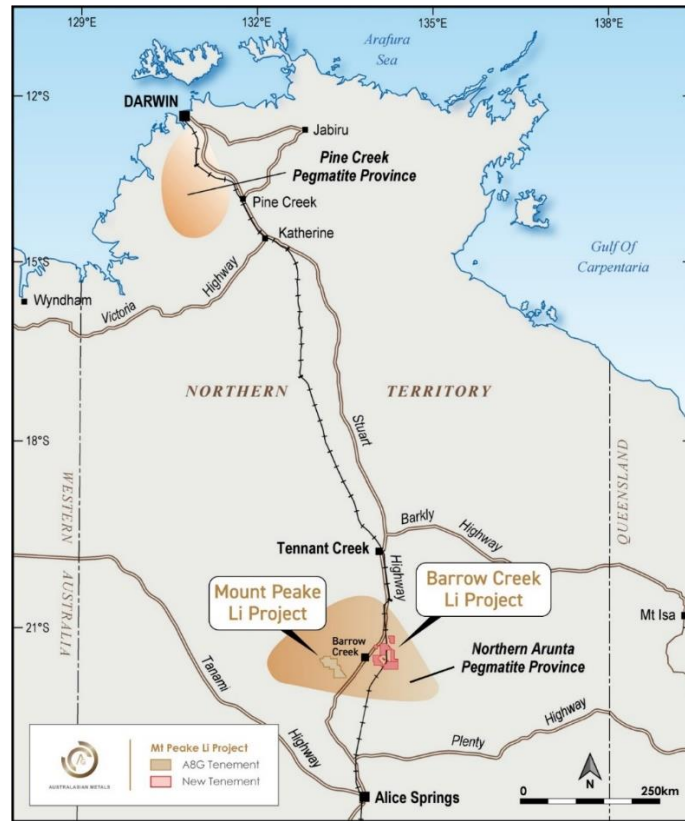 129°E
132°E
135°E
138°E
Arafura
Sea
12°S
DARWIN
Jabiru
Pine Creek
Pegmatite Province
Pine Creek
Katherine
Gulf Of
Carpentaria
15°S
Wyndham
Victoria
Highway
NORTHERN
TERRITORY
Stuart
18°S
QUEENSLAND
WESTERN
AUSTRALIA
Barkly
Highway
Tennant Creek
Highway
Mount Peake
Li Project
Barrow Creek
Li Project
Mt Isa
21°S
Barrow
Creek
Northern Arunta
Pegmatite Province
Tanami
Highway
Plenty
Highway
Mt Peake Li Project
A8G Tenement
New Tenement
AUSTRALASIAN METALS
Alice Springs
N
0
250km